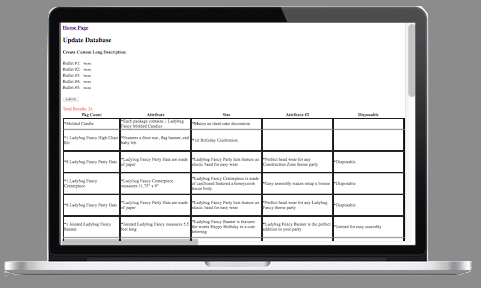 Home Page
Update Database
Create Custom Long Description:
Bullet #1:
Bullet #2:
Bullet #3:
Bullet #4:
Bullet #5:
Total Results: 24
Pkg Count Attribute Size Attribute #2 Disposable
*Molded Candle
*Each package contains 1 Ladybug
Fancy Molded Candles
*Makes an ideal cake decoration
*1 Ladybug Fancy High Chair
Kit
*Features a floor mat, flag banner, and
baby bib
*1st Birthday Celebration
*8 Ladybug Fancy Party Hats
*Ladybug Fancy Party Hats are made
of paper
*Ladybug Fancy Party hats feature an
elastic band for easy wear
*Perfect head wear for any
Construction Zone theme party
*Disposable
*1 Ladybug Fancy
Centerpiece
*Ladybug Fancy Centerpiece
measures 11.75" x 9"
*Ladybug Fancy Centerpiece is made
of cardboard featured a honeycomb
tissue body
*Easy assembly makes setup a breeze
*Disposable
*8 Ladybug Fancy Party Hats
*Ladybug Fancy Party Hats are made
of paper
*Ladybug Fancy Party hats feature an
elastic band for easy wear
*Perfect head wear for any Ladybug
Fancy theme party
*Disposable
*1 Jointed Ladybug Fancy
Banner
*Jointed Ladybug Fancy measures 5.5
feet long
*Ladybug Fancy Banner is features
the words Happy Birthday in a cute
lettering
*Ladybug Fancy Banner is the perfect
addition to your party
*Jointed for easy assembly